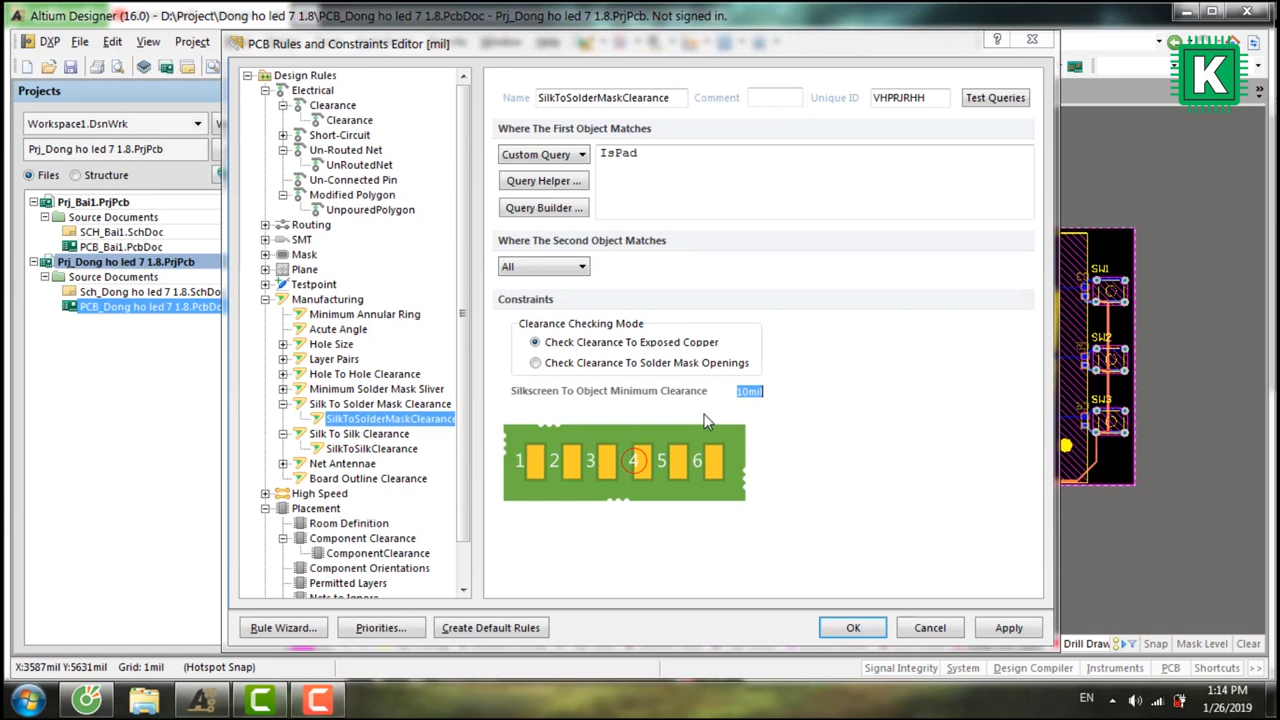 Altium Designer (16.0) - D:\Project\Dong ho led 7 1.8\PCB_Dong ho led 7 1.8.PcbDoc - Prj_Dong ho led 7 1.8.PrjPcb. Not signed in.
DXP File Edit View Project
PCB Rules and Constraints Editor [mil]
K
Projects
Workspace1.DsnWrk
Prj_Dong ho led 7 1.8.PrjPcb
Files Structure
Prj_Bai1.PrjPcb
Source Documents
SCH_Bai1.SchDoc
PCB_Bai1.PcbDoc
Prj_Dong ho led 7 1.8.PrjPcb
Source Documents
Sch_Dong ho led 7 1.8.SchDo
PCB_Dong ho led 7 1.8.PcbDo
Design Rules
Electrical
Clearance
Clearance
Short-Circuit
Un-Routed Net
UnRoutedNet
Un-Connected Pin
Modified Polygon
UnpouredPolygon
Routing
SMT
Mask
Plane
Testpoint
Manufacturing
Minimum Annular Ring
Acute Angle
Hole Size
Layer Pairs
Hole To Hole Clearance
Minimum Solder Mask Sliver
Silk To Solder Mask Clearance
SilkToSolderMaskClearance
Silk To Silk Clearance
SilkToSilkClearance
Net Antennae
Board Outline Clearance
High Speed
Placement
Room Definition
Component Clearance
ComponentClearance
Component Orientations
Permitted Layers
Nets to Ignore
Name SilkToSolderMaskClearance Comment Unique ID VHPRJRHH Test Queries
Where The First Object Matches
Custom Query IsPad
Query Helper ...
Query Builder ...
Where The Second Object Matches
All
Constraints
Clearance Checking Mode
Check Clearance To Exposed Copper
Check Clearance To Solder Mask Openings
Silkscreen To Object Minimum Clearance 10mil
1 2 3 4 5 6
SW1
SW2
SW3
Rule Wizard... Priorities... Create Default Rules OK Cancel Apply
Drill Draw Snap Mask Level Clear
X:3587mil Y:5631mil Grid: 1mil (Hotspot Snap) Signal Integrity System Design Compiler Instruments PCB Shortcuts >>
EN
1:14 PM
1/26/2019